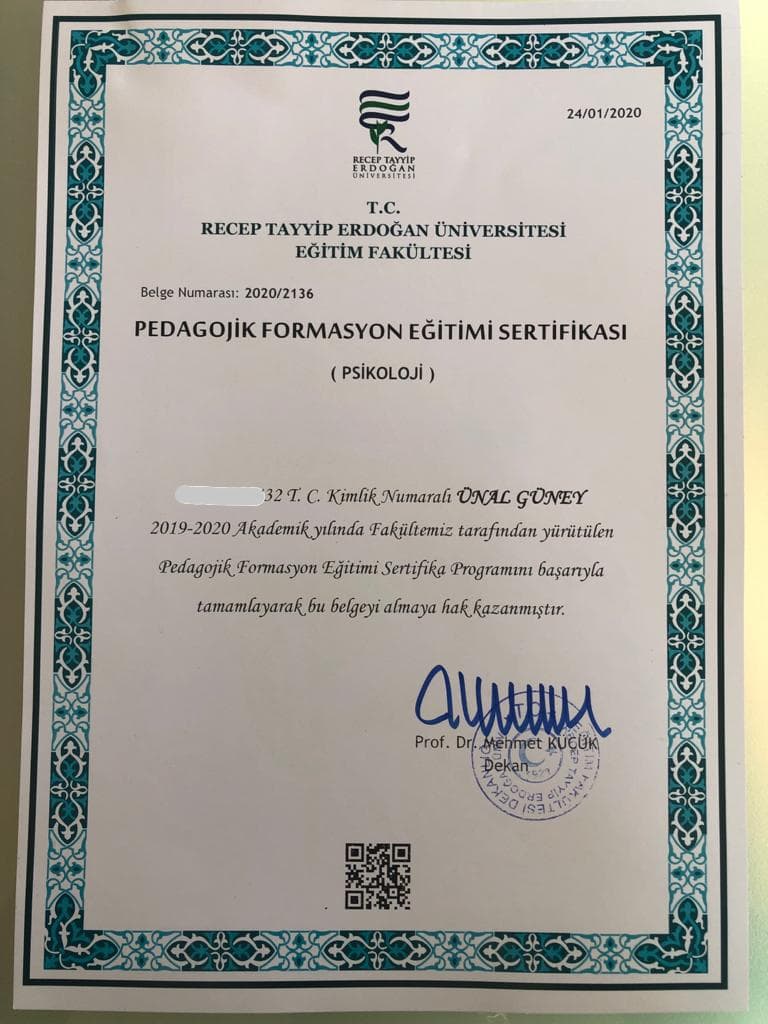 RECEP TAYYİP
ERDOĞAN
ÜNİVERSİTESİ
24/01/2020
T.C.
RECEP TAYYİP ERDOĞAN ÜNİVERSİTESİ
EĞİTİM FAKÜLTESİ
Belge Numarası: 2020/2136
PEDAGOJİK FORMASYON EĞİTİMİ SERTİFİKASI
( PSİKOLOJİ )
32 T. C. Kimlik Numaralı ÜNAL GÜNEY
2019-2020 Akademik yılında Fakültemiz tarafından yürütülen
Pedagojik Formasyon Eğitimi Sertifika Programını başarıyla
tamamlayarak bu belgeyi almaya hak kazanmıştır.
Prof. Dr. Mehmet KÜÇÜK
Dekan